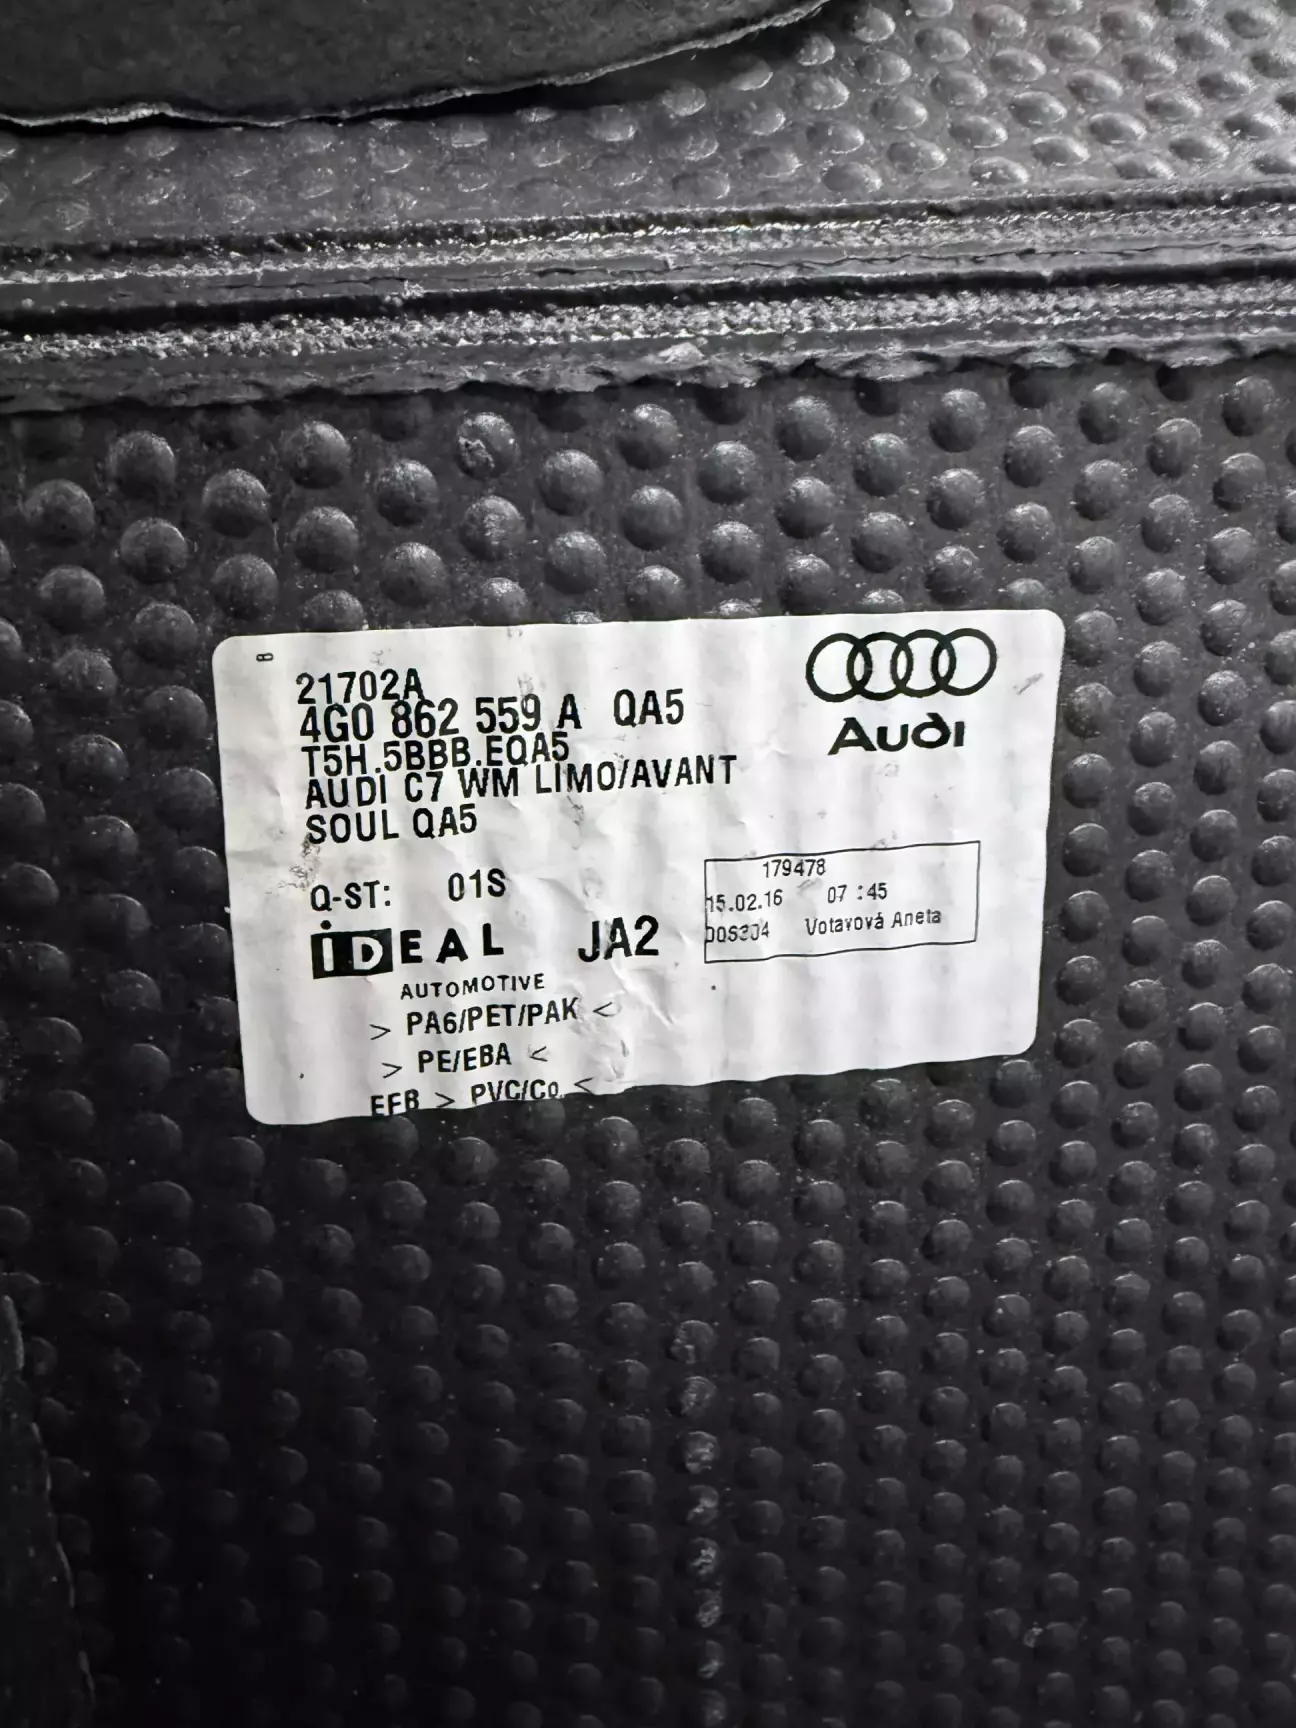 21702A
4G0 862 559 A QA5
T5H.5BBB.EQA5
AUDI C7 WM LIMO/AVANT
SOUL QA5
Audi
Q-ST: 01S
179478
15.02.16 07:45
Votavová Aneta
iDEAL JA2
AUTOMOTIVE
> PA6/PET/PAK <
> PE/EBA <
EFB > PVC/Co. <